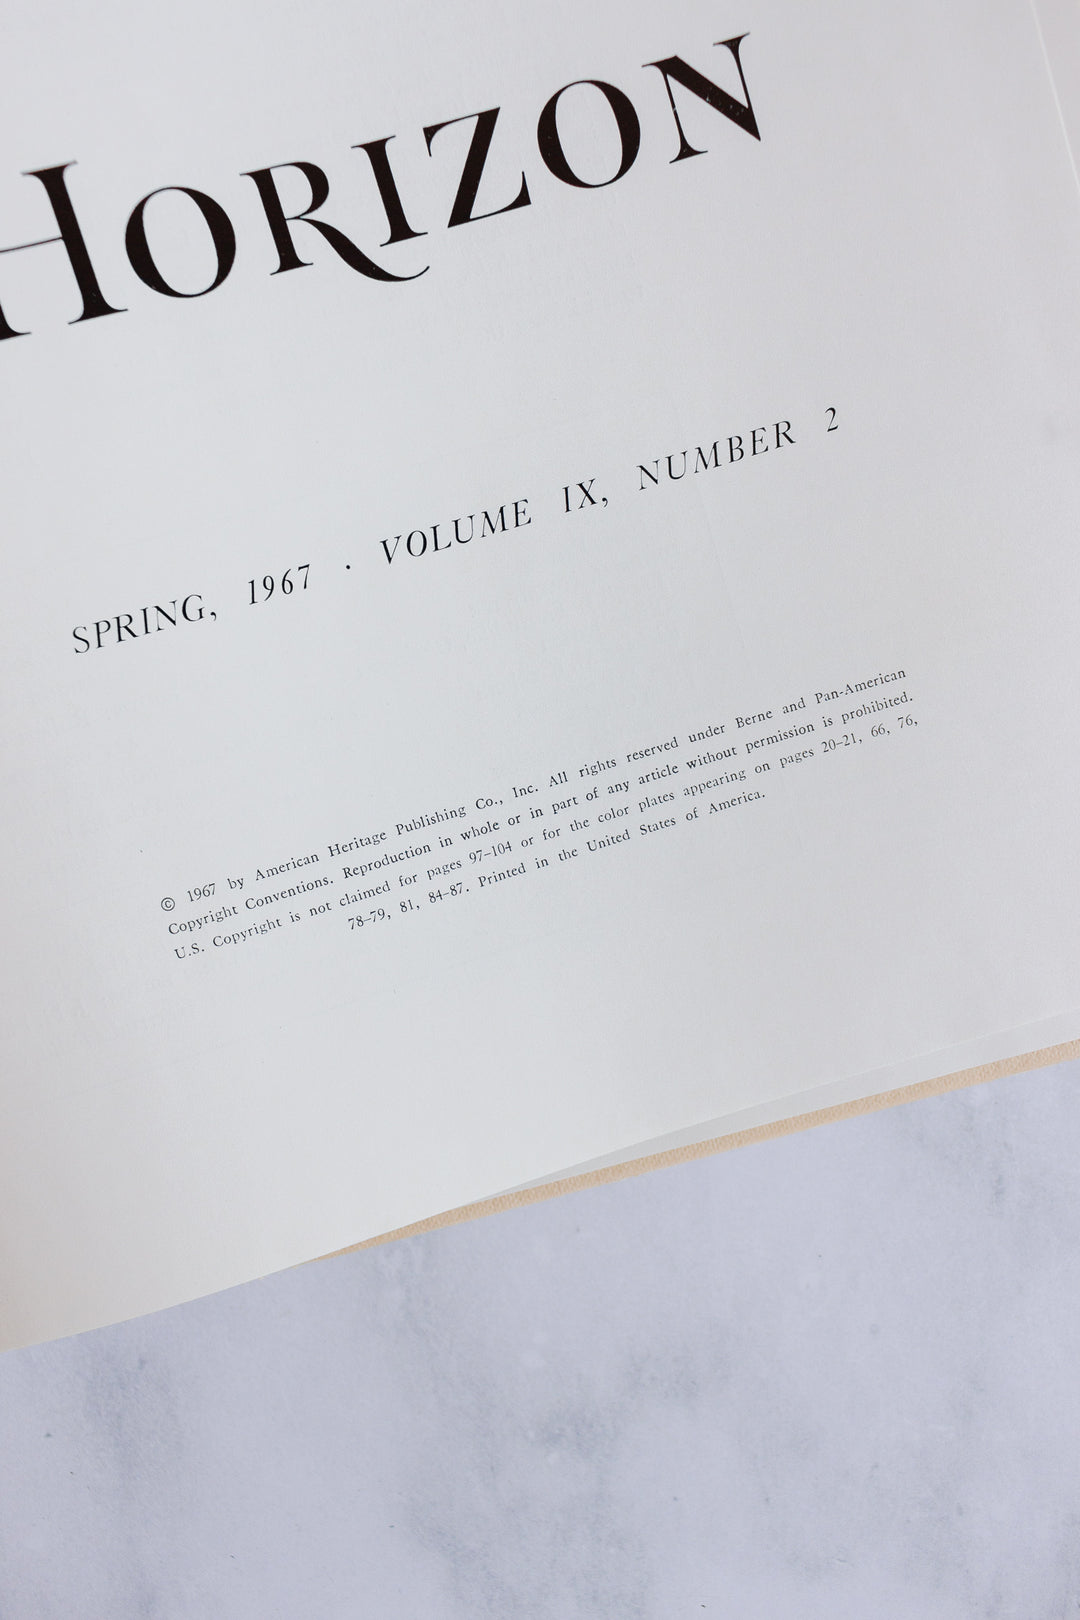 HORIZON
SPRING, 1967 · VOLUME IX, NUMBER 2
© 1967 by American Heritage Publishing Co., Inc. All rights reserved under Berne and Pan-American
Copyright Conventions. Reproduction in whole or in part of any article without permission is prohibited.
U.S. Copyright is not claimed for pages 97–104 or for the color plates appearing on pages 20–21, 66, 76,
78–79, 81, 84–87. Printed in the United States of America.